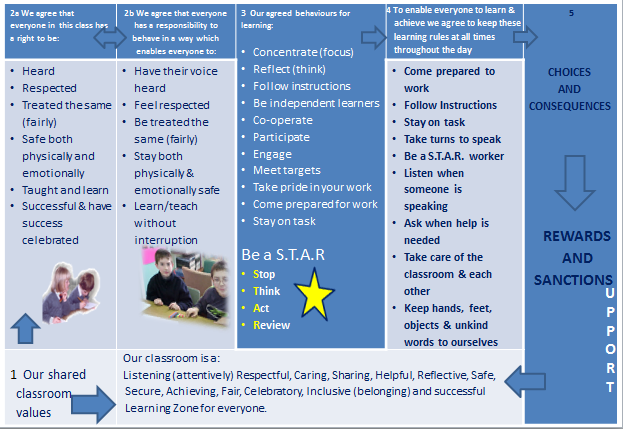 2a We agree that
everyone in this class has
a right to be:
2b We agree that everyone
has a responsibility to
behave in a way which
enables everyone to:
3 Our agreed behaviours for
learning:
4 To enable everyone to learn &
achieve we agree to keep these
learning rules at all times
throughout the day
5
• Heard
• Respected
• Treated the same
(fairly)
• Safe both
physically and
emotionally
• Taught and learn
• Successful & have
success
celebrated
• Have their voice
heard
• Feel respected
• Be treated the
same (fairly)
• Stay both
physically &
emotionally safe
• Learn/teach
without
interruption
• Concentrate (focus)
• Reflect (think)
• Follow instructions
• Be independent learners
• Co-operate
• Participate
• Engage
• Meet targets
• Take pride in your work
• Come prepared for work
• Stay on task
Be a S.T.A.R
• Stop
• Think
• Act
• Review
• Come prepared to
work
• Follow Instructions
• Stay on task
• Take turns to speak
• Be a S.T.A.R. worker
• Listen when
someone is
speaking
• Ask when help is
needed
• Take care of the
classroom & each
other
• Keep hands, feet,
objects & unkind
words to ourselves
CHOICES
AND
CONSEQUENCES
REWARDS
AND
SANCTIONS
U
P
P
O
R
T
1 Our shared
classroom
values
Our classroom is a:
Listening (attentively) Respectful, Caring, Sharing, Helpful, Reflective, Safe,
Secure, Achieving, Fair, Celebratory, Inclusive (belonging) and successful
Learning Zone for everyone.